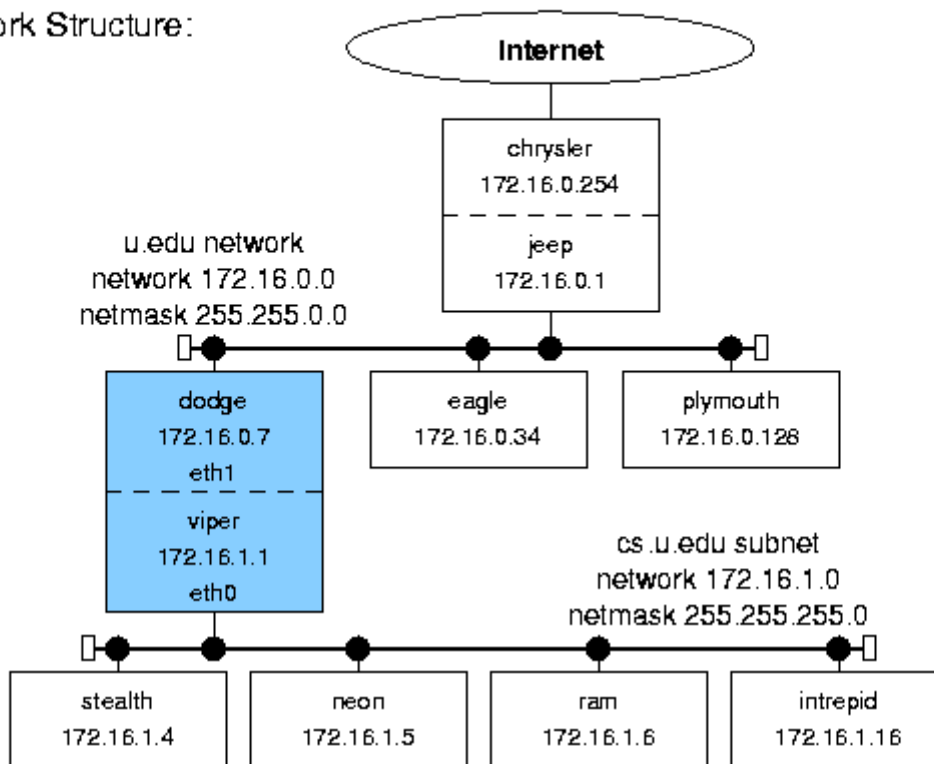 ork Structure:
Internet
chrysler
172.16.0.254
jeep
172.16.0.1
u.edu network
network 172.16.0.0
netmask 255.255.0.0
dodge
172.16.0.7
eth1
viper
172.16.1.1
eth0
eagle
172.16.0.34
plymouth
172.16.0.128
cs.u.edu subnet
network 172.16.1.0
netmask 255.255.255.0
stealth
172.16.1.4
neon
172.16.1.5
ram
172.16.1.6
intrepid
172.16.1.16